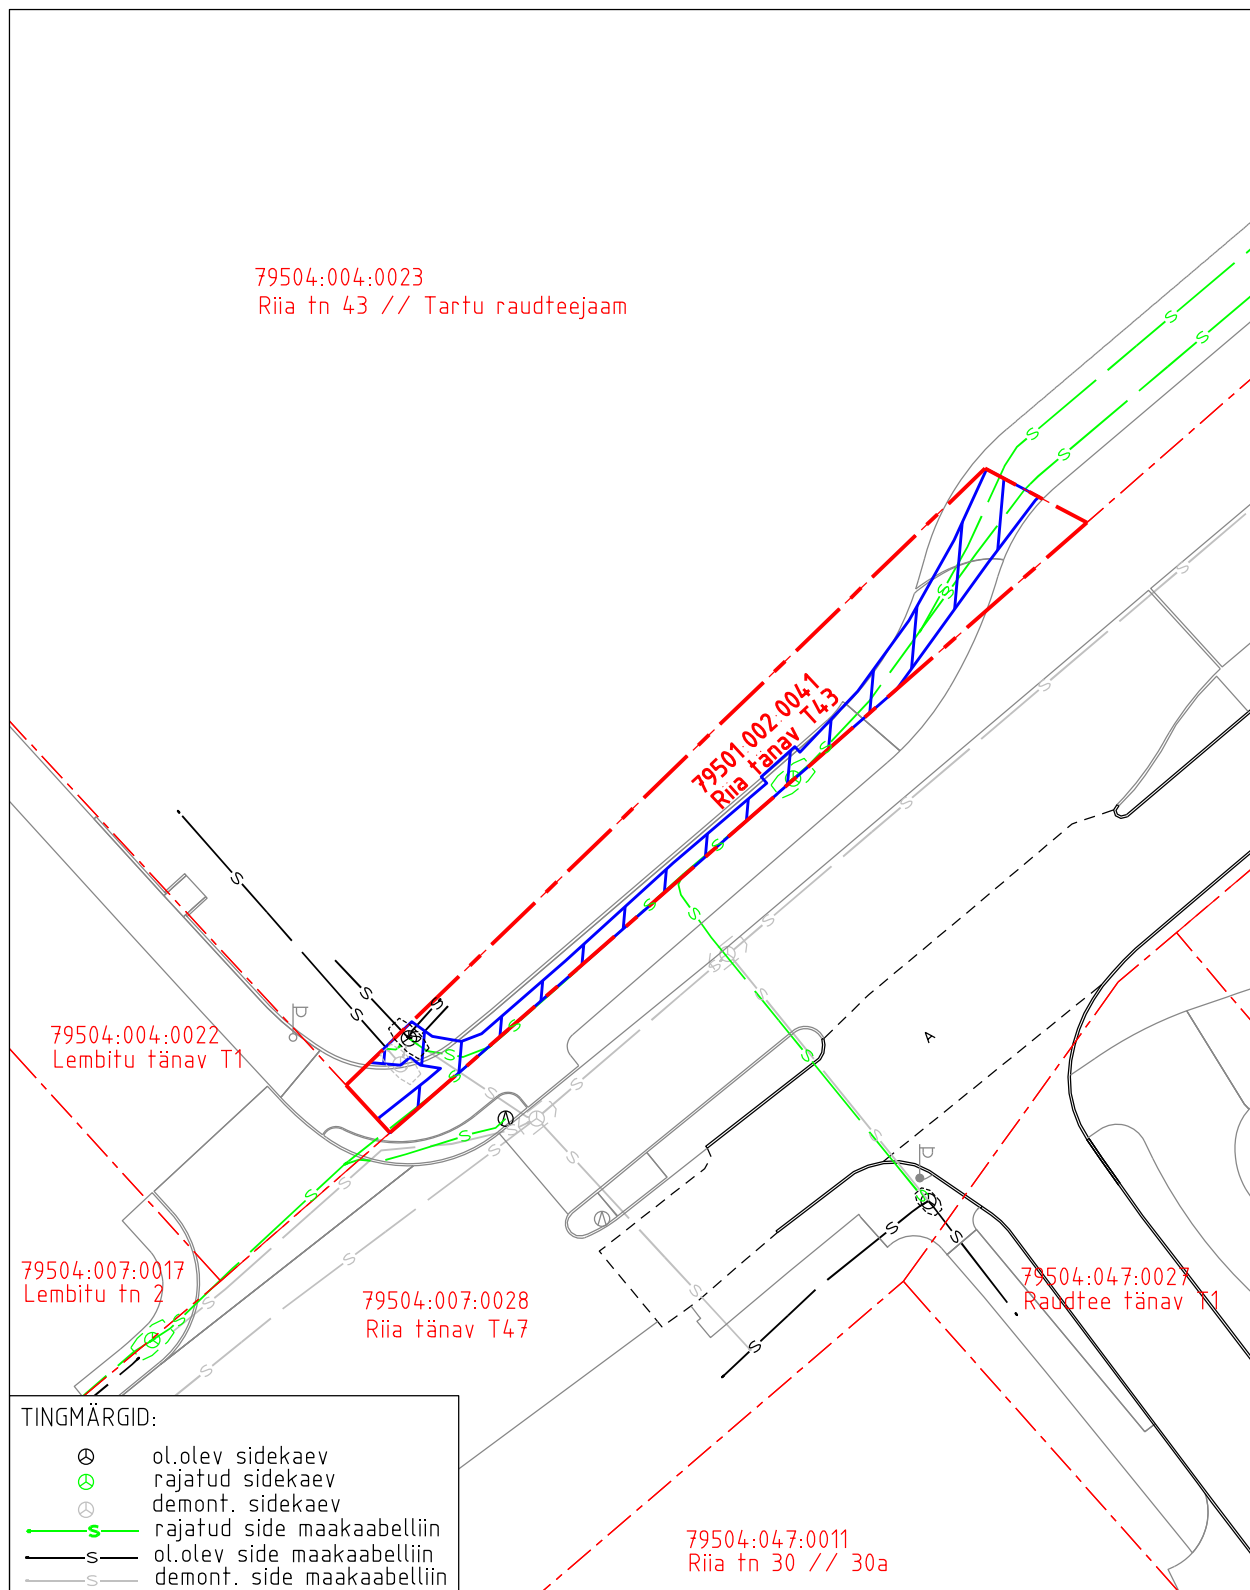 79504:004:0023
Riia tn 43 // Tartu raudteejaam
79501:002:0041
Riia tänav T43
79504:004:0022
Lembitu tänav T1
79504:007:0017
Lembitu tn 2
79504:007:0028
Riia tänav T47
79504:047:0027
Raudtee tänav T1
79504:047:0011
Riia tn 30 // 30a
A
TINGMÄRGID:
ol.olev sidekaev
rajatud sidekaev
demont. sidekaev
S rajatud side maakaabelliin
S ol.olev side maakaabelliin
S demont. side maakaabelliin